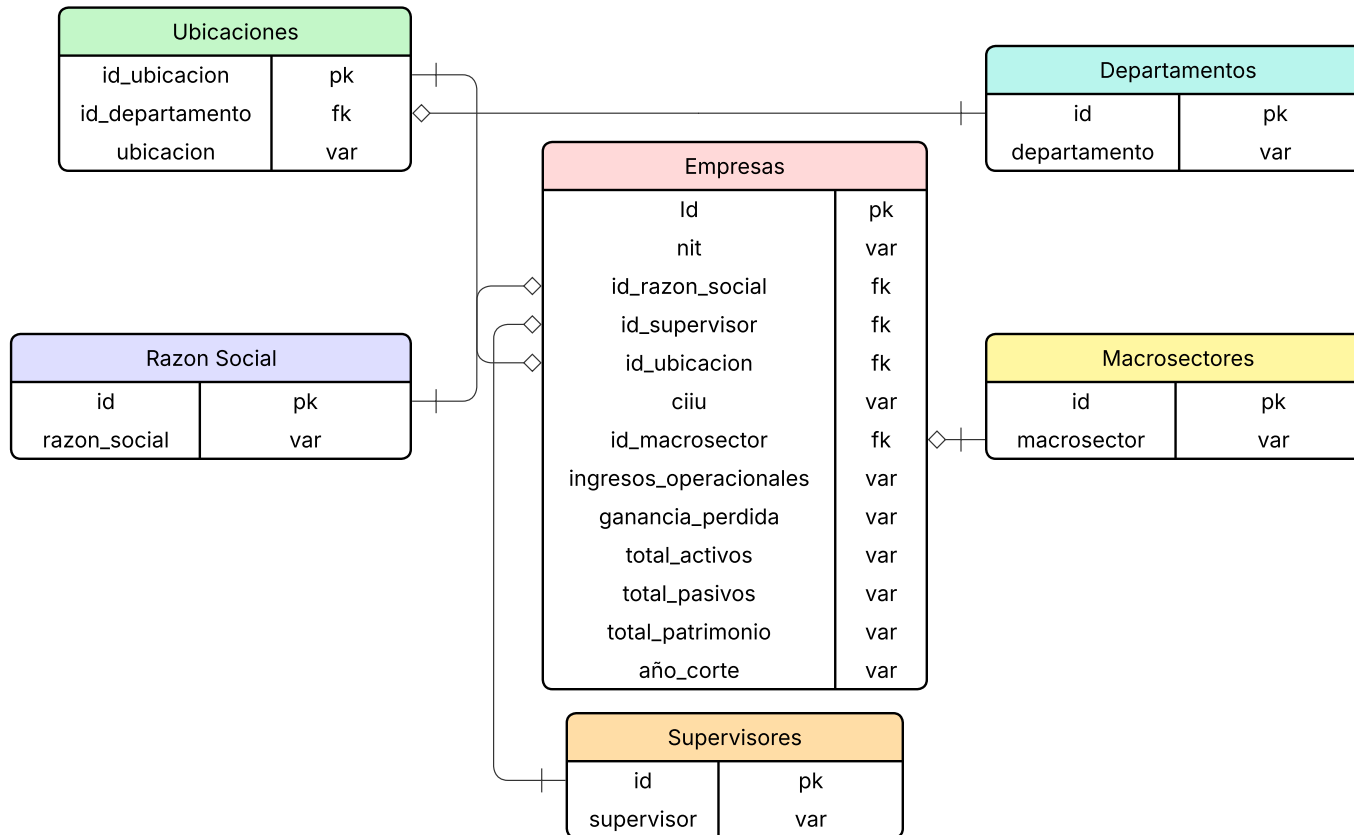 Ubicaciones
id_ubicacion pk
id_departamento fk
ubicacion var
Departamentos
id pk
departamento var
Empresas
Id pk
nit var
id_razon_social fk
id_supervisor fk
id_ubicacion fk
ciiu var
id_macrosector fk
ingresos_operacionales var
ganancia_perdida var
total_activos var
total_pasivos var
total_patrimonio var
año_corte var
Razon Social
id pk
razon_social var
Macrosectores
id pk
macrosector var
Supervisores
id pk
supervisor var